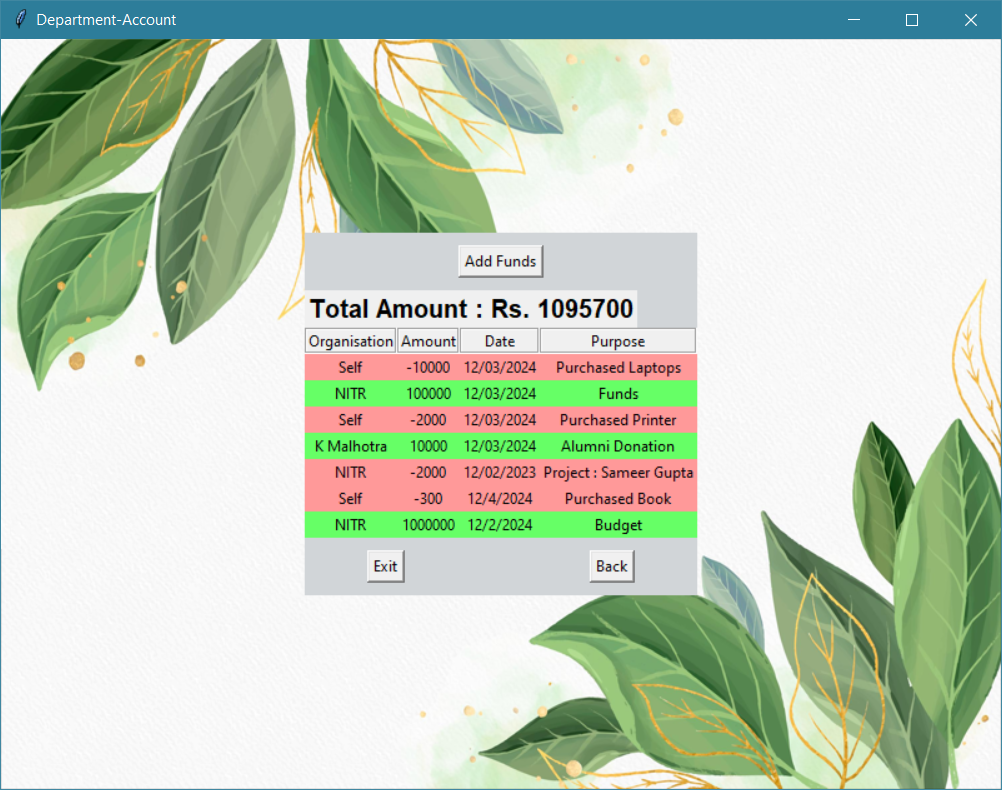 Department-Account
Add Funds
Total Amount : Rs. 1095700
Organisation Amount Date Purpose
Self -10000 12/03/2024 Purchased Laptops
NITR 100000 12/03/2024 Funds
Self -2000 12/03/2024 Purchased Printer
K Malhotra 10000 12/03/2024 Alumni Donation
NITR -2000 12/02/2023 Project : Sameer Gupta
Self -300 12/4/2024 Purchased Book
NITR 1000000 12/2/2024 Budget
Exit Back